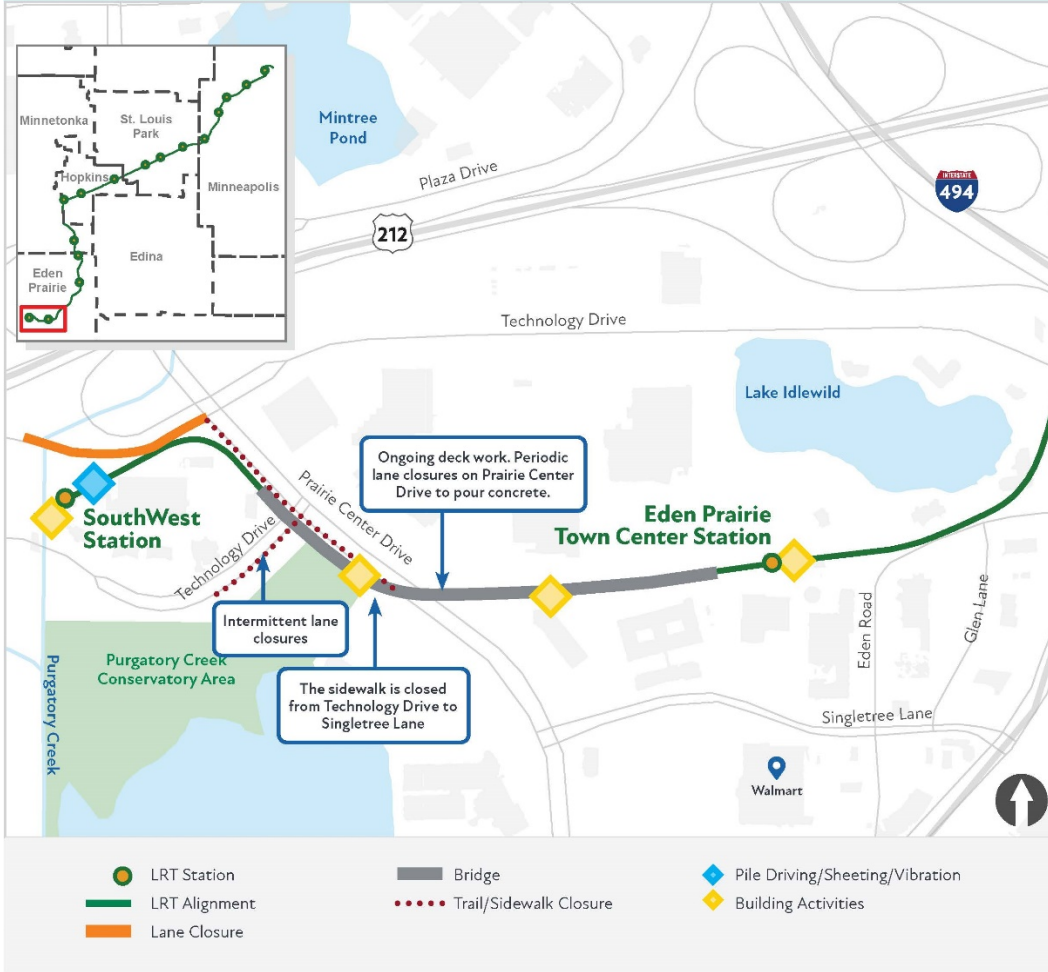 Minnetonka
St. Louis
Park
Hopkins
Minneapolis
Edina
Eden
Prairie
Mintree
Pond
Plaza Drive
INTERSTATE
494
212
Technology Drive
Lake Idlewild
Ongoing deck work. Periodic
lane closures on Prairie Center
Drive to pour concrete.
Prairie Center Drive
Eden Prairie
Town Center Station
SouthWest
Station
Technology Drive
Intermittent lane
closures
Purgatory Creek
Conservatory Area
The sidewalk is closed
from Technology Drive to
Singletree Lane
Purgatory Creek
Eden Road
Glen Lane
Singletree Lane
Walmart
LRT Station
LRT Alignment
Lane Closure
Bridge
Trail/Sidewalk Closure
Pile Driving/Sheeting/Vibration
Building Activities